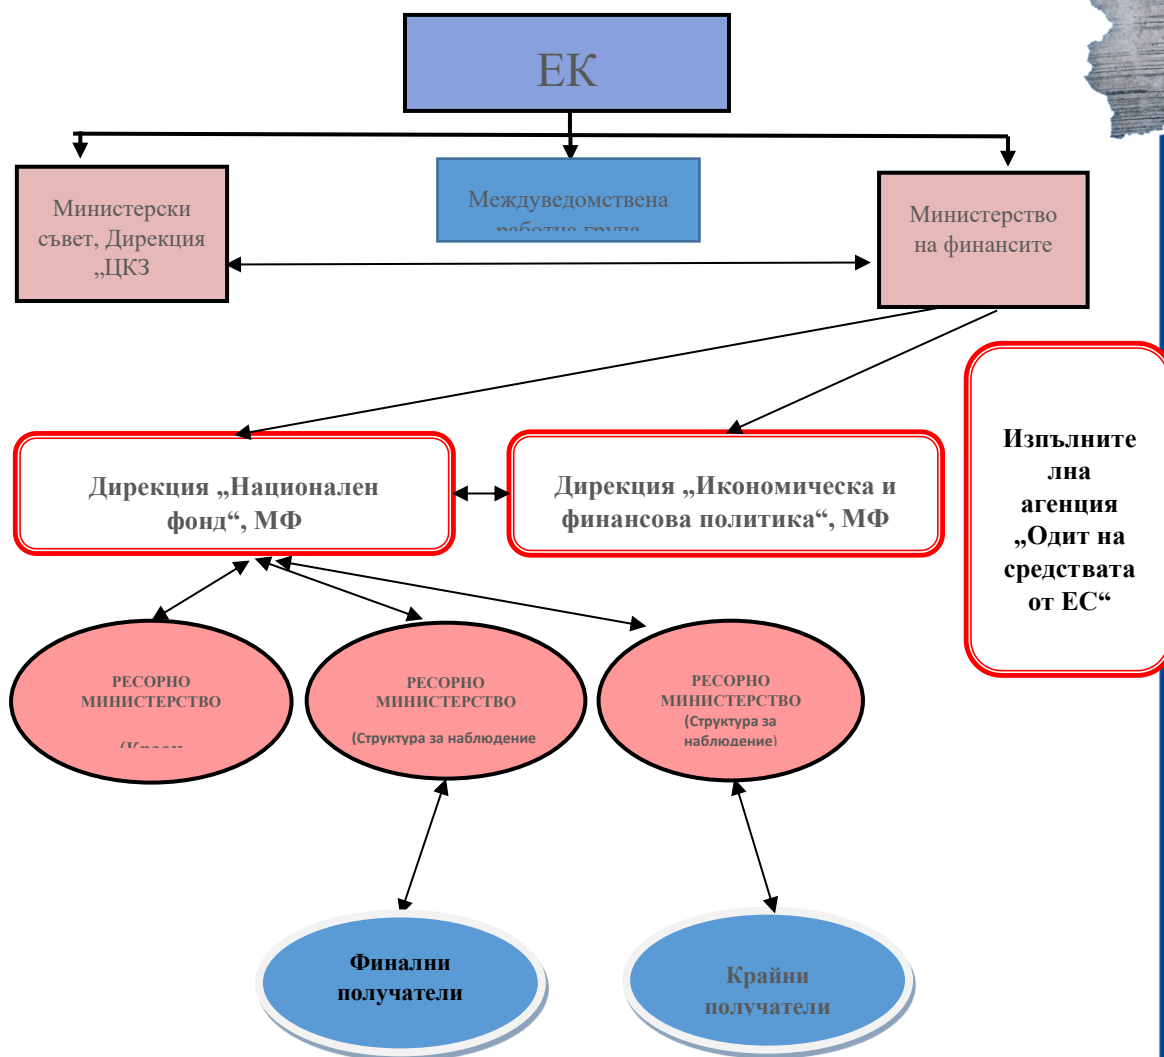 ЕК
Министерски
съвет, Дирекция
„ЦКЗ
Междуведомствена
работна група
Министерство
на финансите
Изпълните
лна
агенция
„Одит на
средствата
от ЕС“
Дирекция „Национален
фонд“, МФ
Дирекция „Икономическа и
финансова политика“, МФ
РЕСОРНО
МИНИСТЕРСТВО
РЕСОРНО
МИНИСТЕРСТВО
(Структура за наблюдение
РЕСОРНО
МИНИСТЕРСТВО
(Структура за
наблюдение)
Финални
получатели
Крайни
получатели